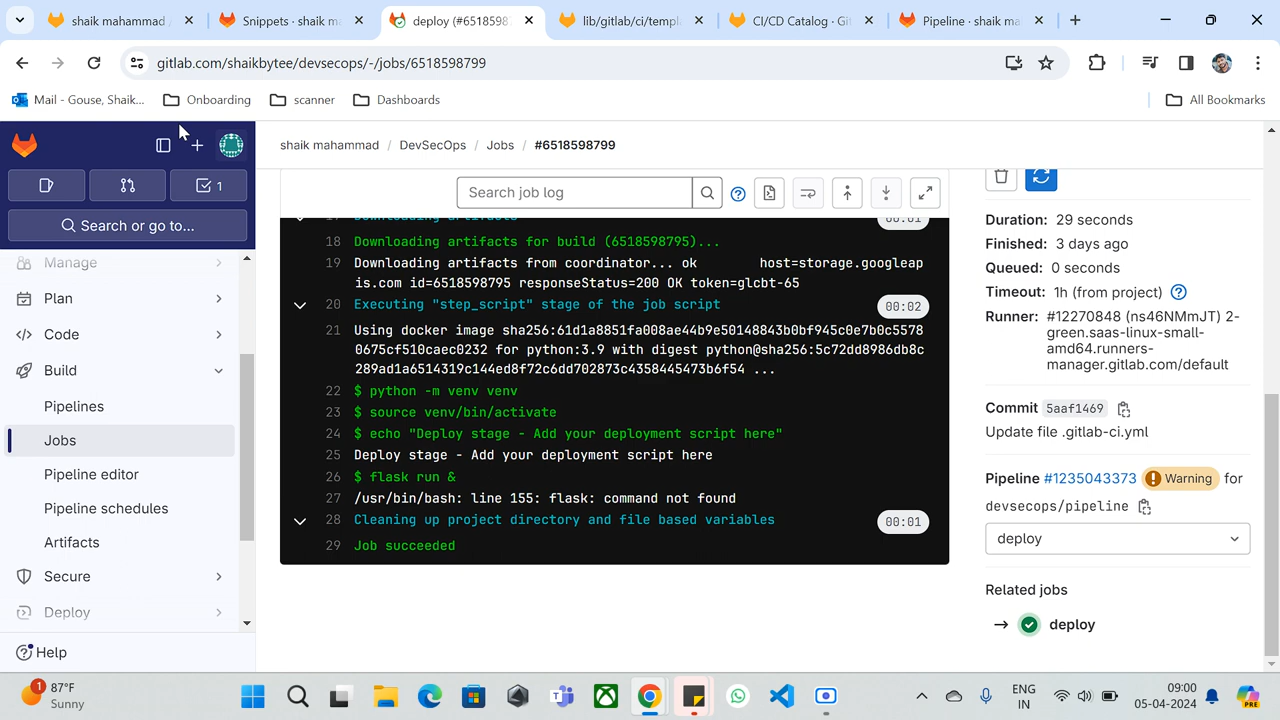 shaik mahammad /
Snippets · shaik m
deploy (#6518598
lib/gitlab/ci/templ
CI/CD Catalog · Git
Pipeline · shaik ma
gitlab.com/shaikbytee/devsecops/-/jobs/6518598799
Mail - Gouse, Shaik...
Onboarding
scanner
Dashboards
All Bookmarks
shaik mahammad / DevSecOps / Jobs / #6518598799
1
Search or go to...
Manage
Plan
Code
Build
Pipelines
Jobs
Pipeline editor
Pipeline schedules
Artifacts
Secure
Deploy
Help
Search job log
17 Downloading artifacts 00:01
18 Downloading artifacts for build (6518598795)...
19 Downloading artifacts from coordinator... ok host=storage.googleap
is.com id=6518598795 responseStatus=200 OK token=glcbt-65
20 Executing "step_script" stage of the job script 00:02
21 Using docker image sha256:61d1a8851fa008ae44b9e50148843b0bf945c0e7b0c5578
0675cf510caec0232 for python:3.9 with digest python@sha256:5c72dd8986db8c
289ad1a6514319c144ed8f72c6dd702873c4358445473b6f54 ...
22 $ python -m venv venv
23 $ source venv/bin/activate
24 $ echo "Deploy stage - Add your deployment script here"
25 Deploy stage - Add your deployment script here
26 $ flask run &
27 /usr/bin/bash: line 155: flask: command not found
28 Cleaning up project directory and file based variables 00:01
29 Job succeeded
Duration: 29 seconds
Finished: 3 days ago
Queued: 0 seconds
Timeout: 1h (from project)
Runner: #12270848 (ns46NMmJT) 2-
green.saas-linux-small-
amd64.runners-
manager.gitlab.com/default
Commit 5aaf1469
Update file .gitlab-ci.yml
Pipeline #1235043373 Warning for
devsecops/pipeline
deploy
Related jobs
deploy
1
87°F
Sunny
ENG
IN
09:00
05-04-2024
PRE